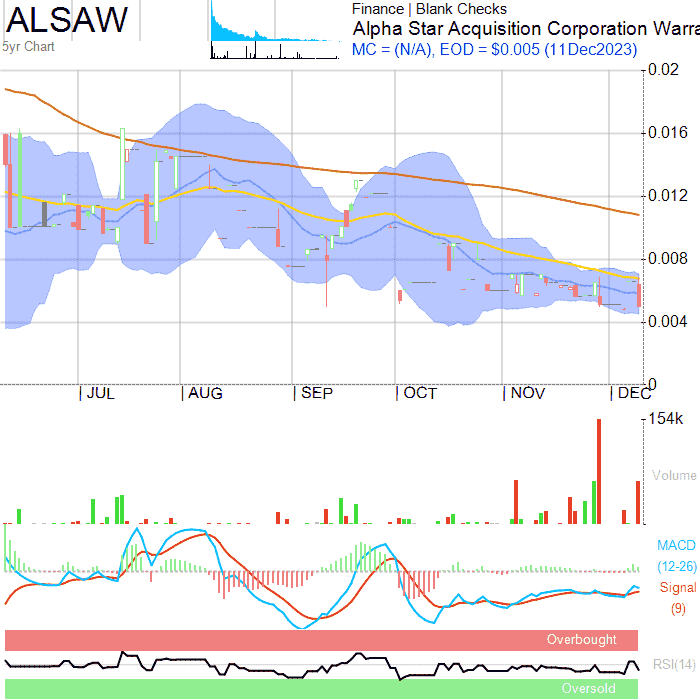 ALSAW
5yr Chart
Finance | Blank Checks
Alpha Star Acquisition Corporation Warra
MC = (N/A), EOD = $0.005 (11Dec2023)
0.02
0.016
0.012
0.008
0.004
0
JUL AUG SEP OCT NOV DEC
154k
Volume
MACD
(12-26)
Signal
(9)
Overbought
RSI(14)
Oversold